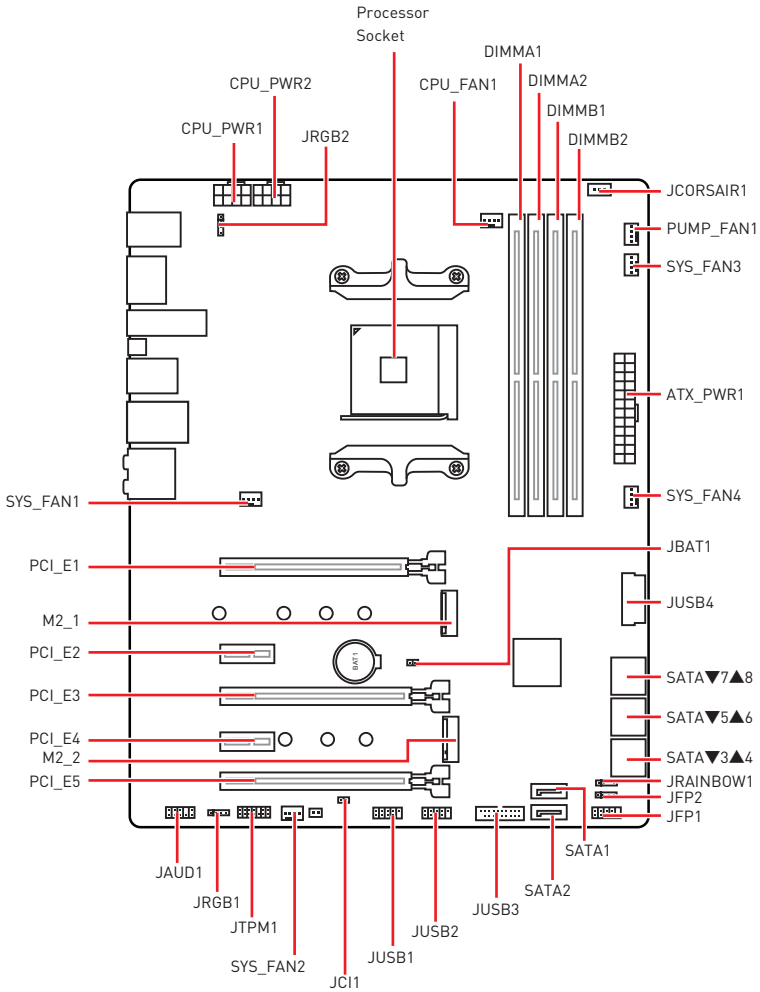 Processor
Socket
DIMMA1
CPU_FAN1
DIMMA2
CPU_PWR2
DIMMB1
CPU_PWR1
JRGB2
DIMMB2
JCORSAIR1
PUMP_FAN1
SYS_FAN3
ATX_PWR1
SYS_FAN1
SYS_FAN4
JBAT1
PCI_E1
JUSB4
M2_1
PCI_E2
BAT1
SATA▼7▲8
PCI_E3
SATA▼5▲6
PCI_E4
M2_2
SATA▼3▲4
PCI_E5
JRAINBOW1
JFP2
JFP1
SATA1
JAUD1
SATA2
JRGB1
JUSB3
JTPM1
JUSB2
JUSB1
SYS_FAN2
JCI1